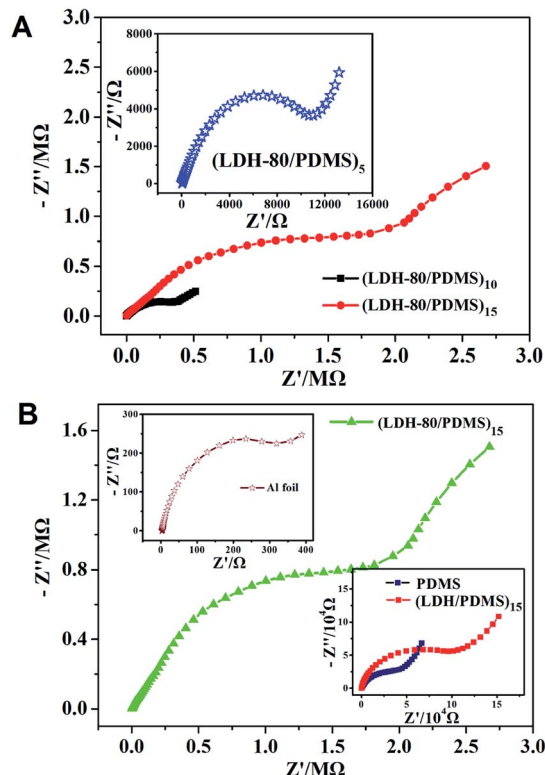 A
3.0
2.5
2.0
1.5
1.0
0.5
0.0
- Z''/MΩ
8000
6000
4000
2000
0
- Z''/Ω
(LDH-80/PDMS)5
0 4000 8000 12000 16000
Z'/Ω
(LDH-80/PDMS)10
(LDH-80/PDMS)15
0.0 0.5 1.0 1.5 2.0 2.5 3.0
Z'/MΩ
B
1.6
1.2
0.8
0.4
0.0
- Z''/MΩ
300
200
100
0
- Z''/Ω
Al foil
0 100 200 300 400
Z'/Ω
(LDH-80/PDMS)15
15
10
5
0
- Z''/10⁴Ω
PDMS
(LDH/PDMS)15
0 5 10 15
Z'/10⁴Ω
0.0 0.5 1.0 1.5 2.0 2.5 3.0
Z'/MΩ